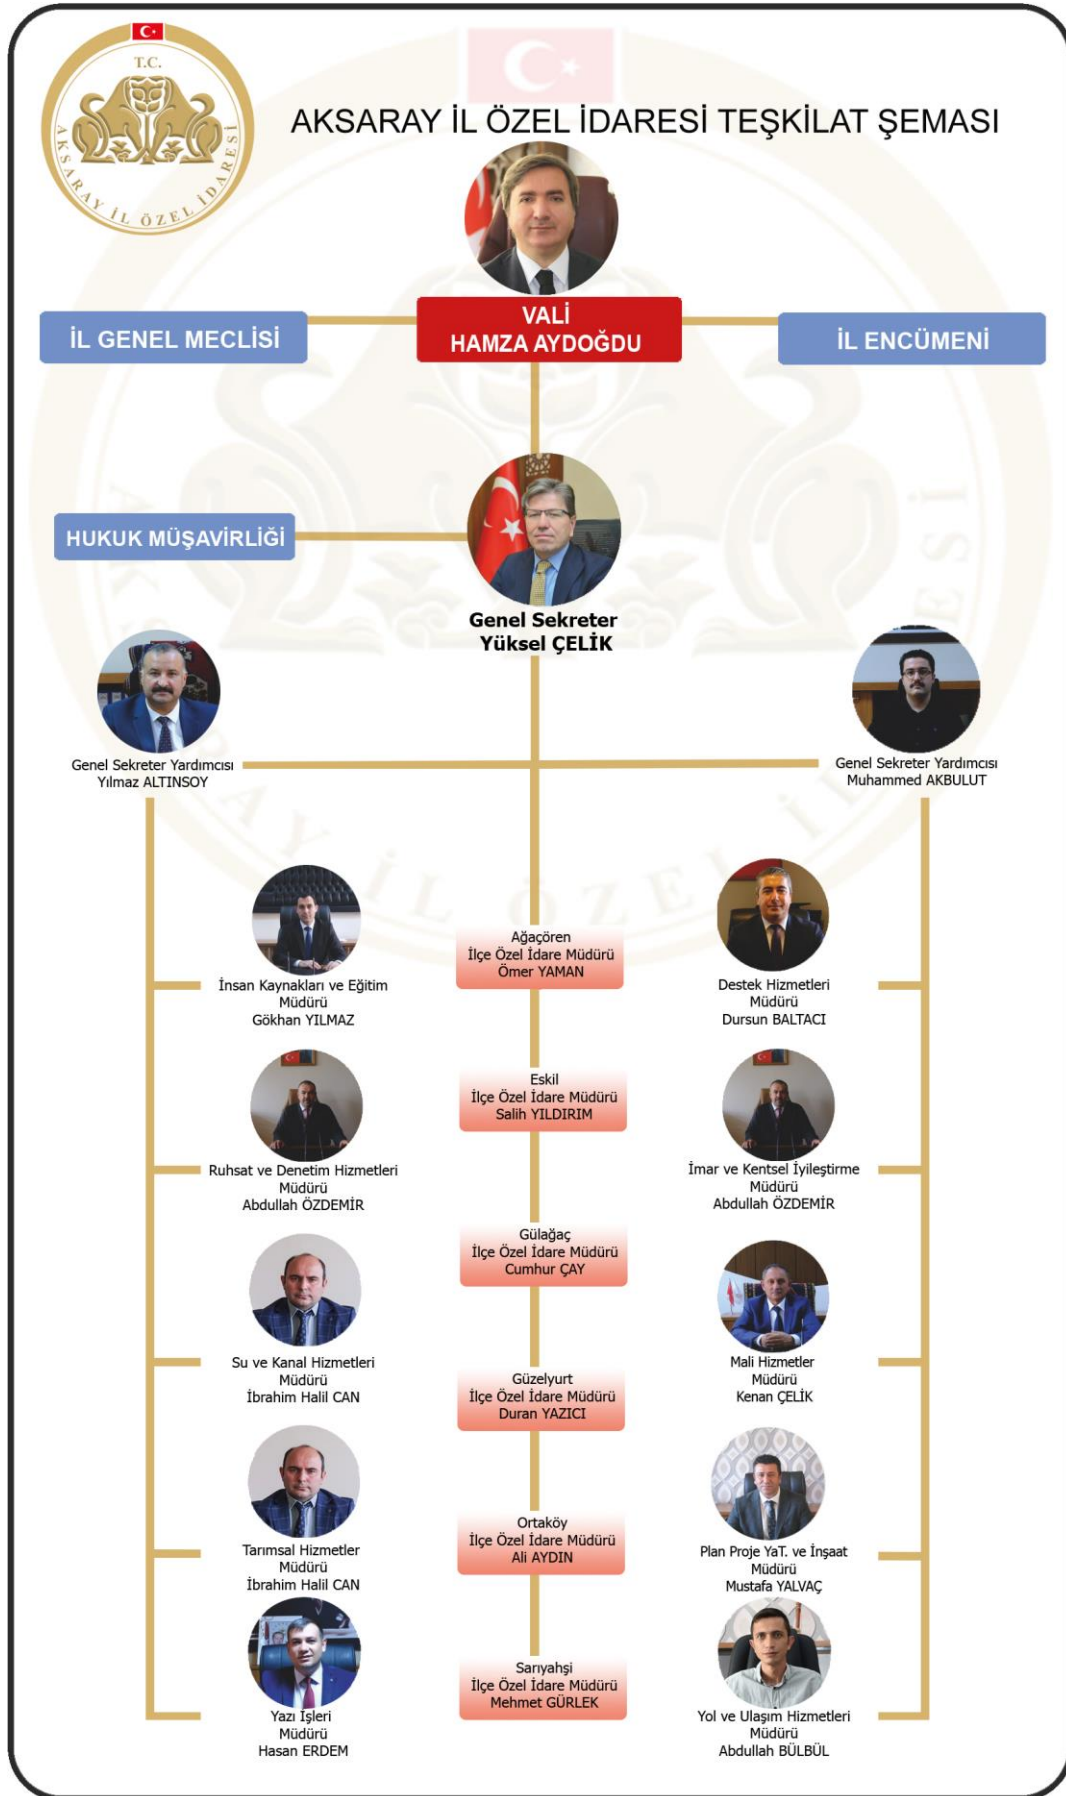 T.C.
AKSARAY İL ÖZEL İDARESİ
AKSARAY İL ÖZEL İDARESİ TEŞKİLAT ŞEMASI
VALİ
HAMZA AYDOĞDU
İL GENEL MECLİSİ
İL ENCÜMENİ
HUKUK MÜŞAVİRLİĞİ
Genel Sekreter
Yüksel ÇELİK
Genel Sekreter Yardımcısı
Yılmaz ALTINSOY
Genel Sekreter Yardımcısı
Muhammed AKBULUT
İnsan Kaynakları ve Eğitim
Müdürü
Gökhan YILMAZ
Ağaçören
İlçe Özel İdare Müdürü
Ömer YAMAN
Destek Hizmetleri
Müdürü
Dursun BALTACI
Ruhsat ve Denetim Hizmetleri
Müdürü
Abdullah ÖZDEMİR
Eskil
İlçe Özel İdare Müdürü
Salih YILDIRIM
İmar ve Kentsel İyileştirme
Müdürü
Abdullah ÖZDEMİR
Gülağaç
İlçe Özel İdare Müdürü
Cumhur ÇAY
Su ve Kanal Hizmetleri
Müdürü
İbrahim Halil CAN
Güzelyurt
İlçe Özel İdare Müdürü
Duran YAZICI
Mali Hizmetler
Müdürü
Kenan ÇELİK
Tarımsal Hizmetler
Müdürü
İbrahim Halil CAN
Ortaköy
İlçe Özel İdare Müdürü
Ali AYDIN
Plan Proje YaT. ve İnşaat
Müdürü
Mustafa YALVAÇ
Yazı İşleri
Müdürü
Hasan ERDEM
Sarıyahşi
İlçe Özel İdare Müdürü
Mehmet GÜRLEK
Yol ve Ulaşım Hizmetleri
Müdürü
Abdullah BÜLBÜL